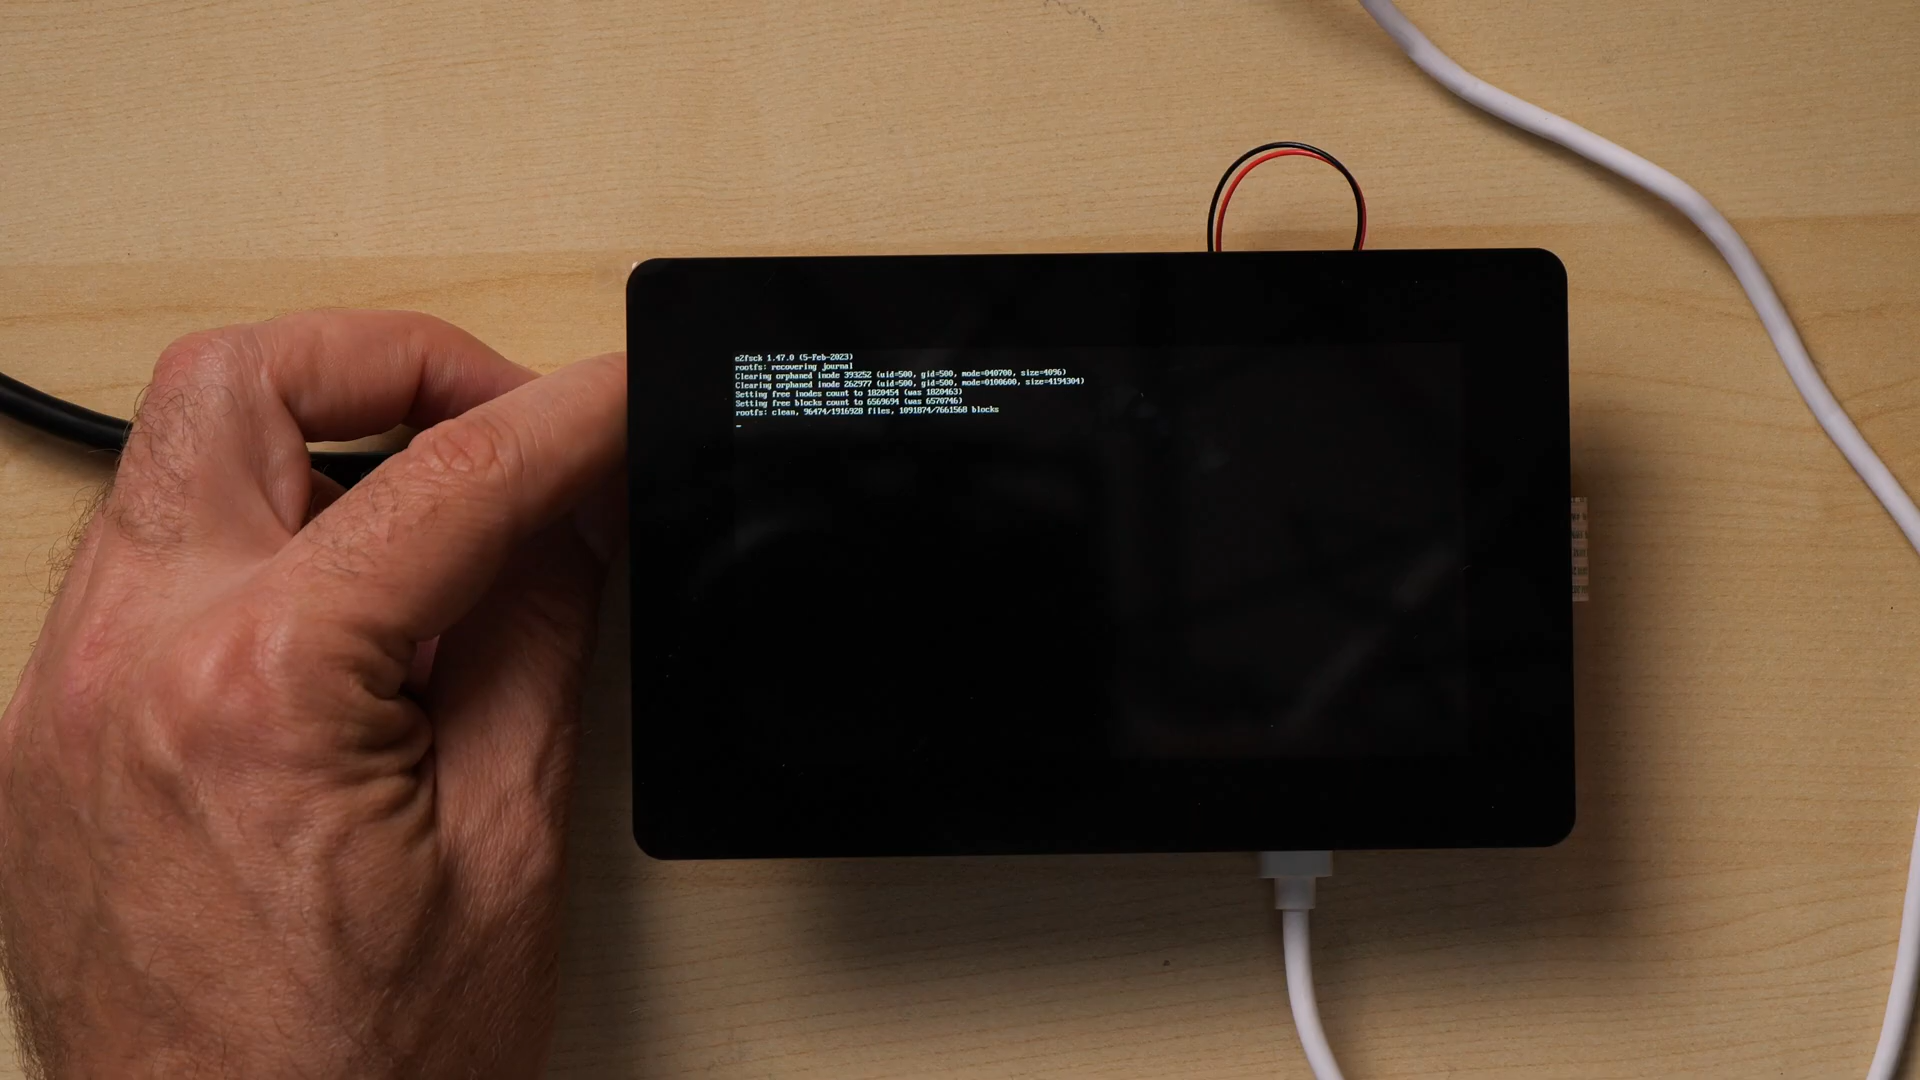 e2fsck 1.47.0 (5-Feb-2023)
rootfs: recovering journal
Clearing orphaned inode 393252 (uid=500, gid=500, mode=040700, size=4096)
Clearing orphaned inode 262977 (uid=500, gid=500, mode=0100600, size=4194304)
Setting free inodes count to 1820454 (was 1820463)
Setting free blocks count to 6569694 (was 6570746)
rootfs: clean, 96474/1916928 files, 1091874/7661568 blocks